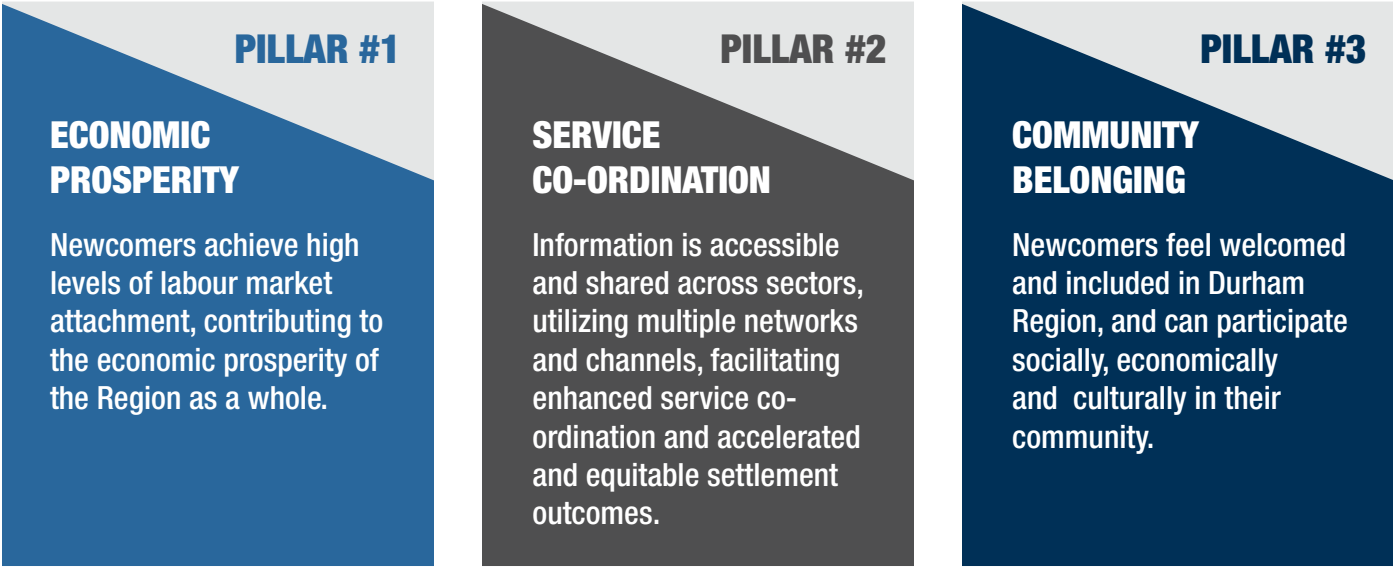 PILLAR #1
ECONOMIC
PROSPERITY
Newcomers achieve high
levels of labour market
attachment, contributing to
the economic prosperity of
the Region as a whole.
PILLAR #2
SERVICE
CO-ORDINATION
Information is accessible
and shared across sectors,
utilizing multiple networks
and channels, facilitating
enhanced service co-
ordination and accelerated
and equitable settlement
outcomes.
PILLAR #3
COMMUNITY
BELONGING
Newcomers feel welcomed
and included in Durham
Region, and can participate
socially, economically
and  culturally in their
community.